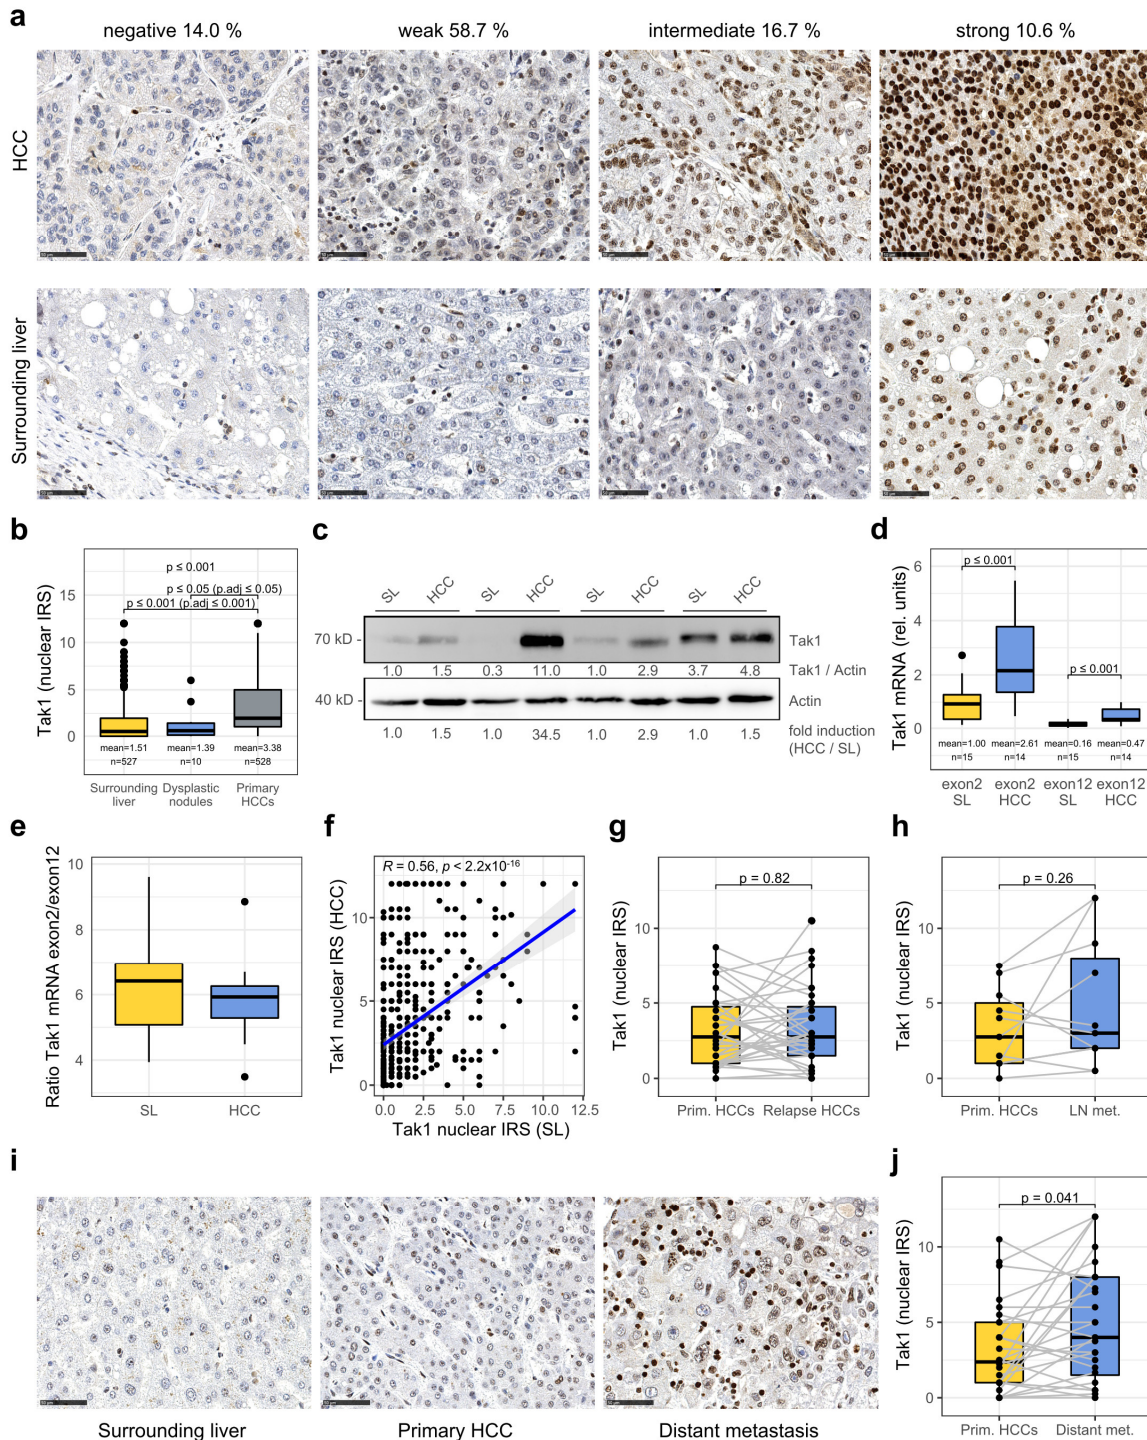 a
negative 14.0 %
weak 58.7 %
intermediate 16.7 %
strong 10.6 %
HCC
Surrounding liver
b
Tak1 (nuclear IRS)
15
10
5
0
p ≤ 0.001
p ≤ 0.05 (p.adj ≤ 0.05)
p ≤ 0.001 (p.adj ≤ 0.001)
mean=1.51
mean=1.39
mean=3.38
n=527
n=10
n=528
Surrounding liver
Dysplastic nodules
Primary HCCs
c
SL HCC SL HCC SL HCC SL HCC
70 kD -
Tak1
1.0 1.5 0.3 11.0 1.0 2.9 3.7 4.8
Tak1 / Actin
40 kD -
Actin
1.0 1.5 1.0 34.5 1.0 2.9 1.0 1.5
fold induction
(HCC / SL)
d
Tak1 mRNA (rel. units)
6
4
2
0
p ≤0.001
p ≤0.001
mean=1.00 mean=2.61 mean=0.16 mean=0.47
n=15 n=14 n=15 n=14
exon2 exon2 exon12 exon12
SL HCC SL HCC
e
Ratio Tak1 mRNA exon2/exon12
10
8
6
4
SL HCC
f
R = 0.56, p < 2.2x10-16
Tak1 nuclear IRS (HCC)
10
5
0
0.0 2.5 5.0 7.5 10.0 12.5
Tak1 nuclear IRS (SL)
g
Tak1 (nuclear IRS)
10
5
0
p = 0.82
Prim. HCCs Relapse HCCs
h
Tak1 (nuclear IRS)
10
5
0
p = 0.26
Prim. HCCs LN met.
i
Surrounding liver
Primary HCC
Distant metastasis
j
Tak1 (nuclear IRS)
10
5
0
p = 0.041
Prim. HCCs Distant met.